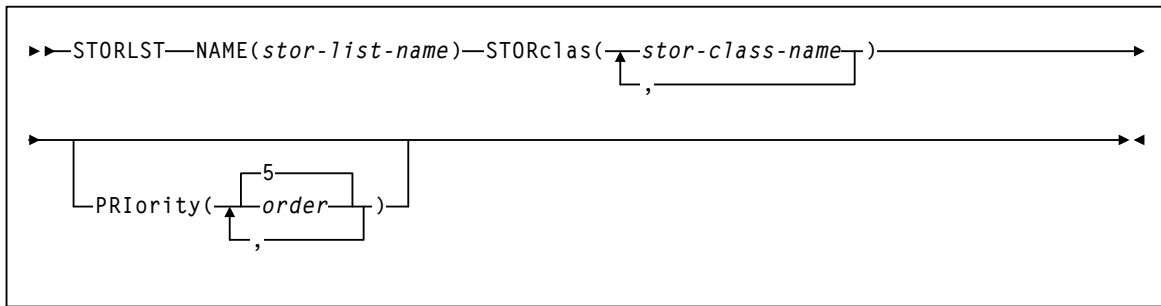 STORLST NAME(stor-list-name) STORclas( stor-class-name )
,
5
PRIority( order )
,